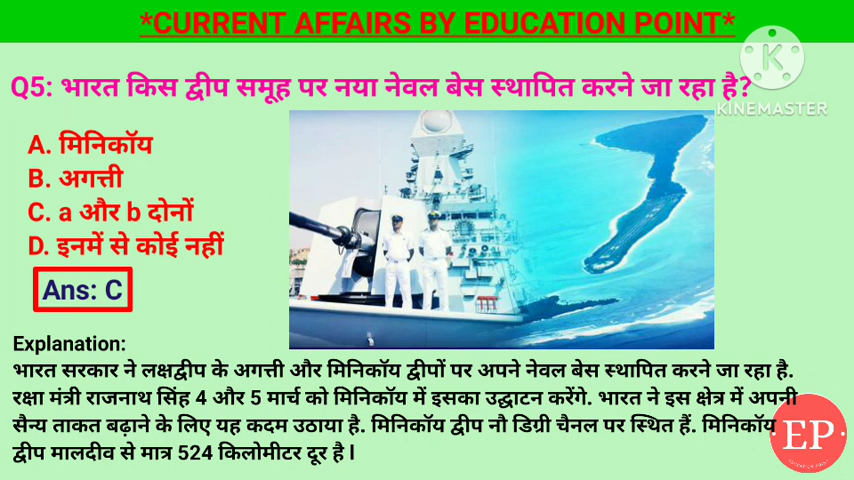 *CURRENT AFFAIRS BY EDUCATION POINT*
K
KINEMASTER
Q5: भारत किस द्वीप समूह पर नया नेवल बेस स्थापित करने जा रहा है?
A. मिनिकॉय
B. अगत्ती
C. a और b दोनों
D. इनमें से कोई नहीं
Ans: C
Explanation:
भारत सरकार ने लक्षद्वीप के अगत्ती और मिनिकॉय द्वीपों पर अपने नेवल बेस स्थापित करने जा रहा है.
रक्षा मंत्री राजनाथ सिंह 4 और 5 मार्च को मिनिकॉय में इसका उद्घाटन करेंगे. भारत ने इस क्षेत्र में अपनी
सैन्य ताकत बढ़ाने के लिए यह कदम उठाया है. मिनिकॉय द्वीप नौ डिग्री चैनल पर स्थित हैं. मिनिकॉय
द्वीप मालदीव से मात्र 524 किलोमीटर दूर है l
EP